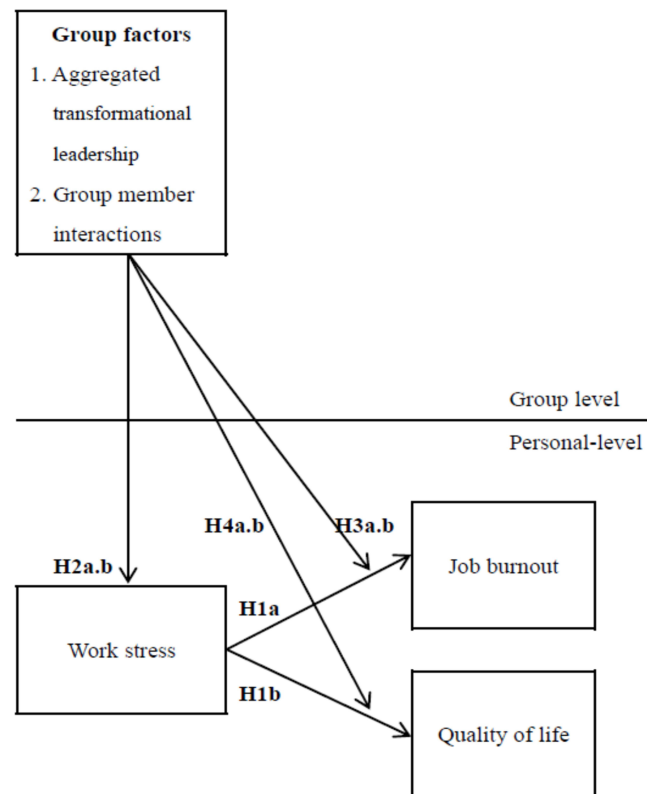 Group factors
1. Aggregated
transformational
leadership
2. Group member
interactions
Group level
Personal-level
H4a.b
H3a.b
H2a.b
Job burnout
H1a
Work stress
H1b
Quality of life